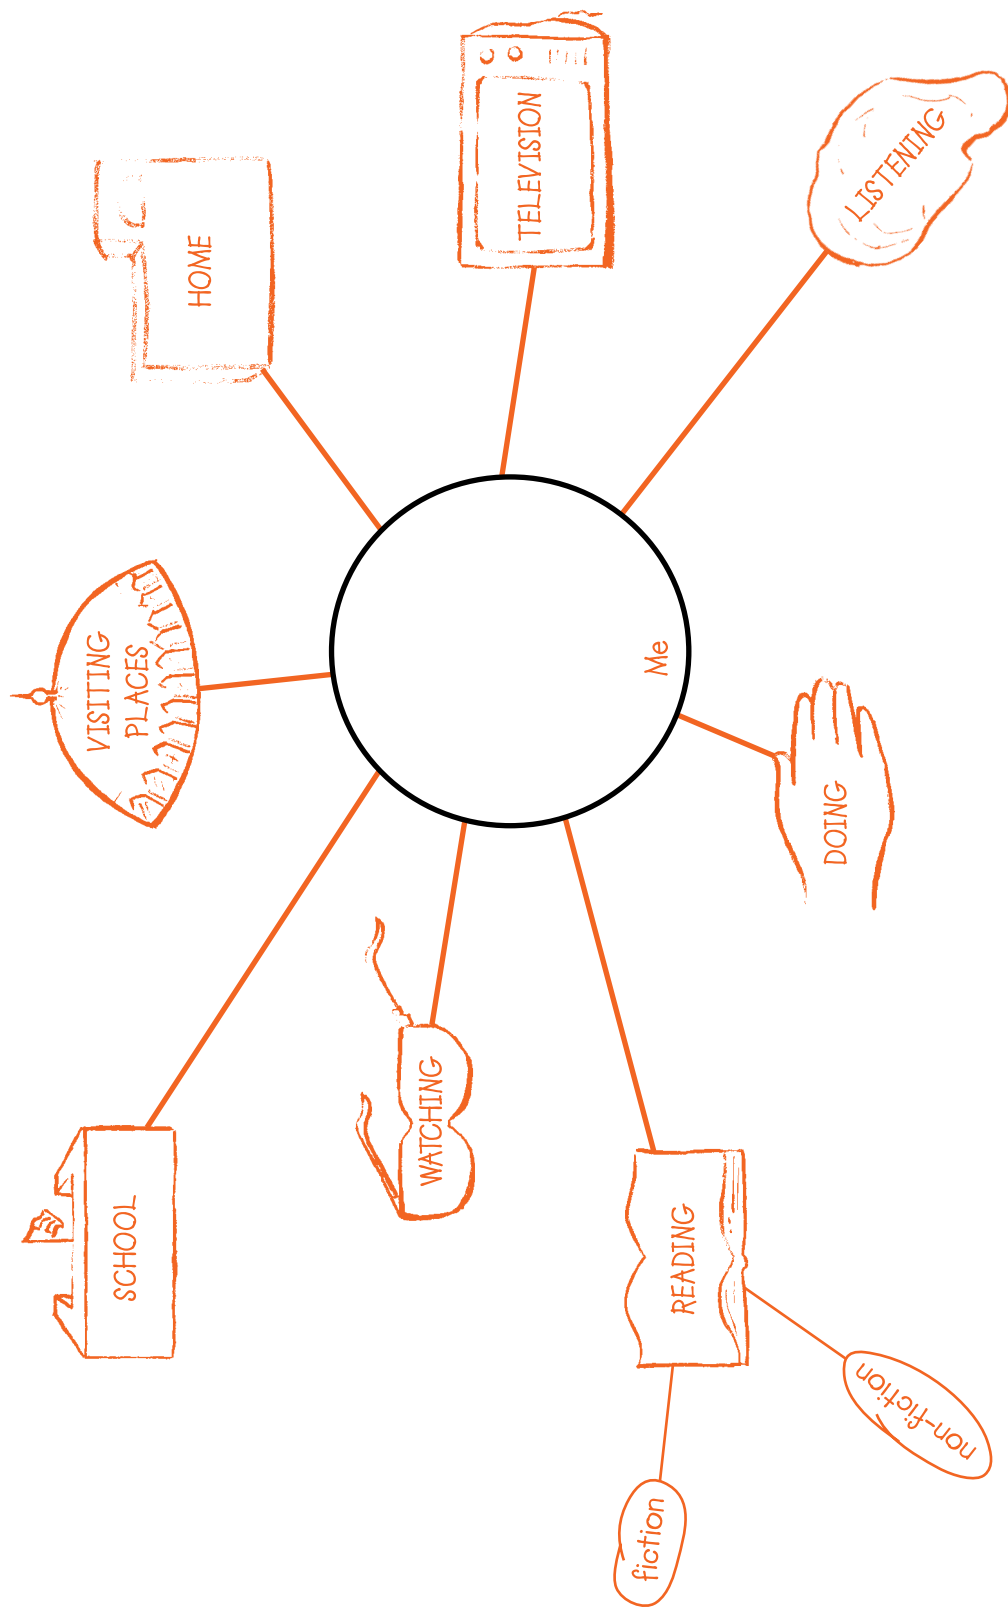 SCHOOL
VISITING
PLACES
HOME
WATCHING
TELEVISION
fiction
READING
Me
non-fiction
DOING
LISTENING